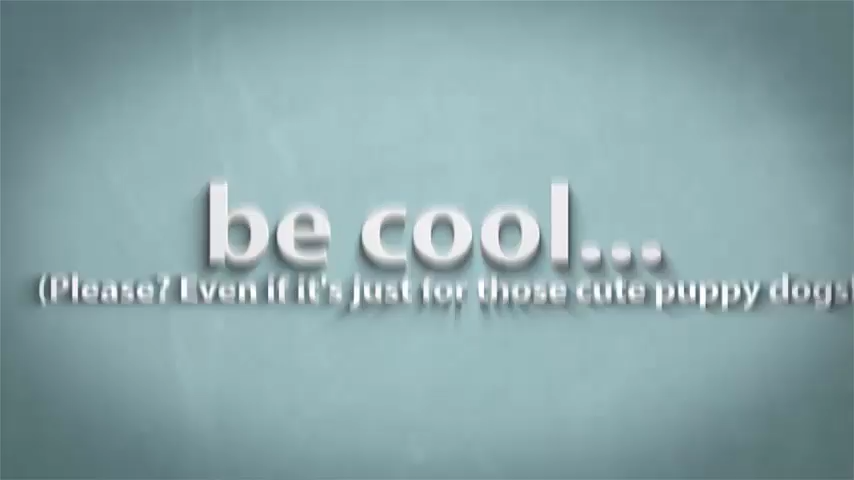 be cool...
(Please? Even if it's just for those cute puppy dogs